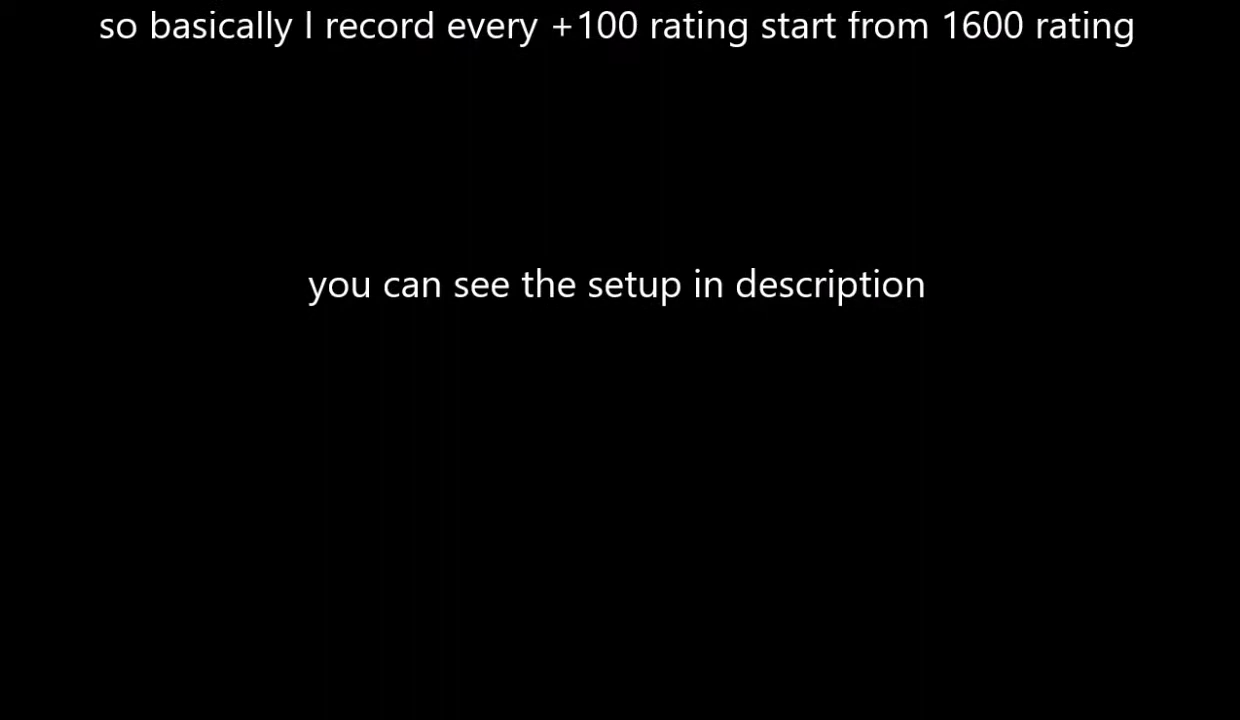 so basically I record every +100 rating start from 1600 rating
you can see the setup in description